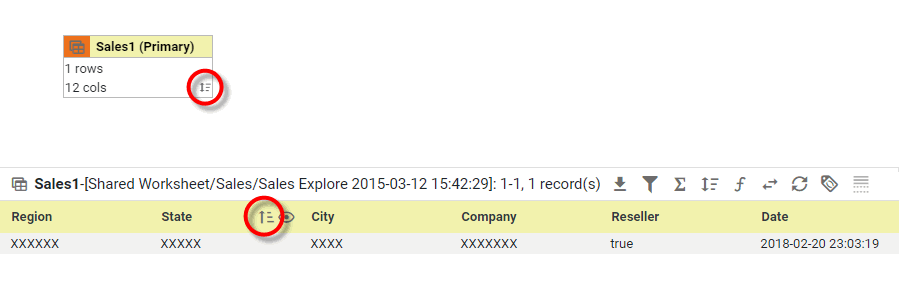 Sales1 (Primary)
1 rows
12 cols
Sales1-[Shared Worksheet/Sales/Sales Explore 2015-03-12 15:42:29]: 1-1, 1 record(s)
Region State City Company Reseller Date
XXXXXX XXXXX XXXX XXXXXXX true 2018-02-20 23:03:19